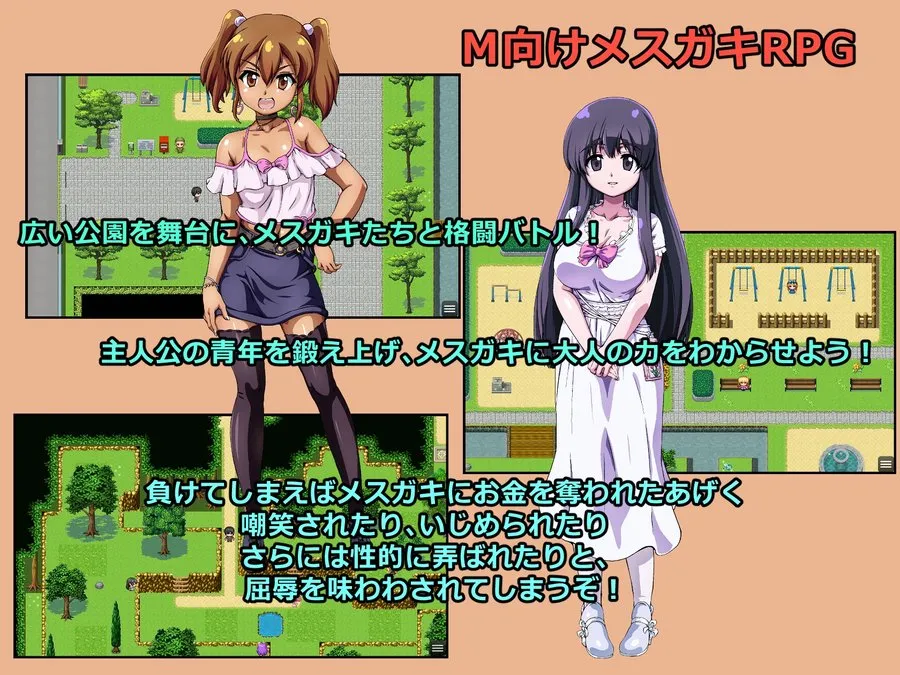 M向けメスガキRPG
広い公園を舞台に、メスガキたちと格闘バトル！
主人公の青年を鍛え上げ、メスガキに大人の力をわからせよう！
負けてしまえばメスガキにお金を奪われたあげく
嘲笑されたり、いじめられたり
さらには性的に弄ばれたりと、
屈辱を味わわされてしまうぞ！